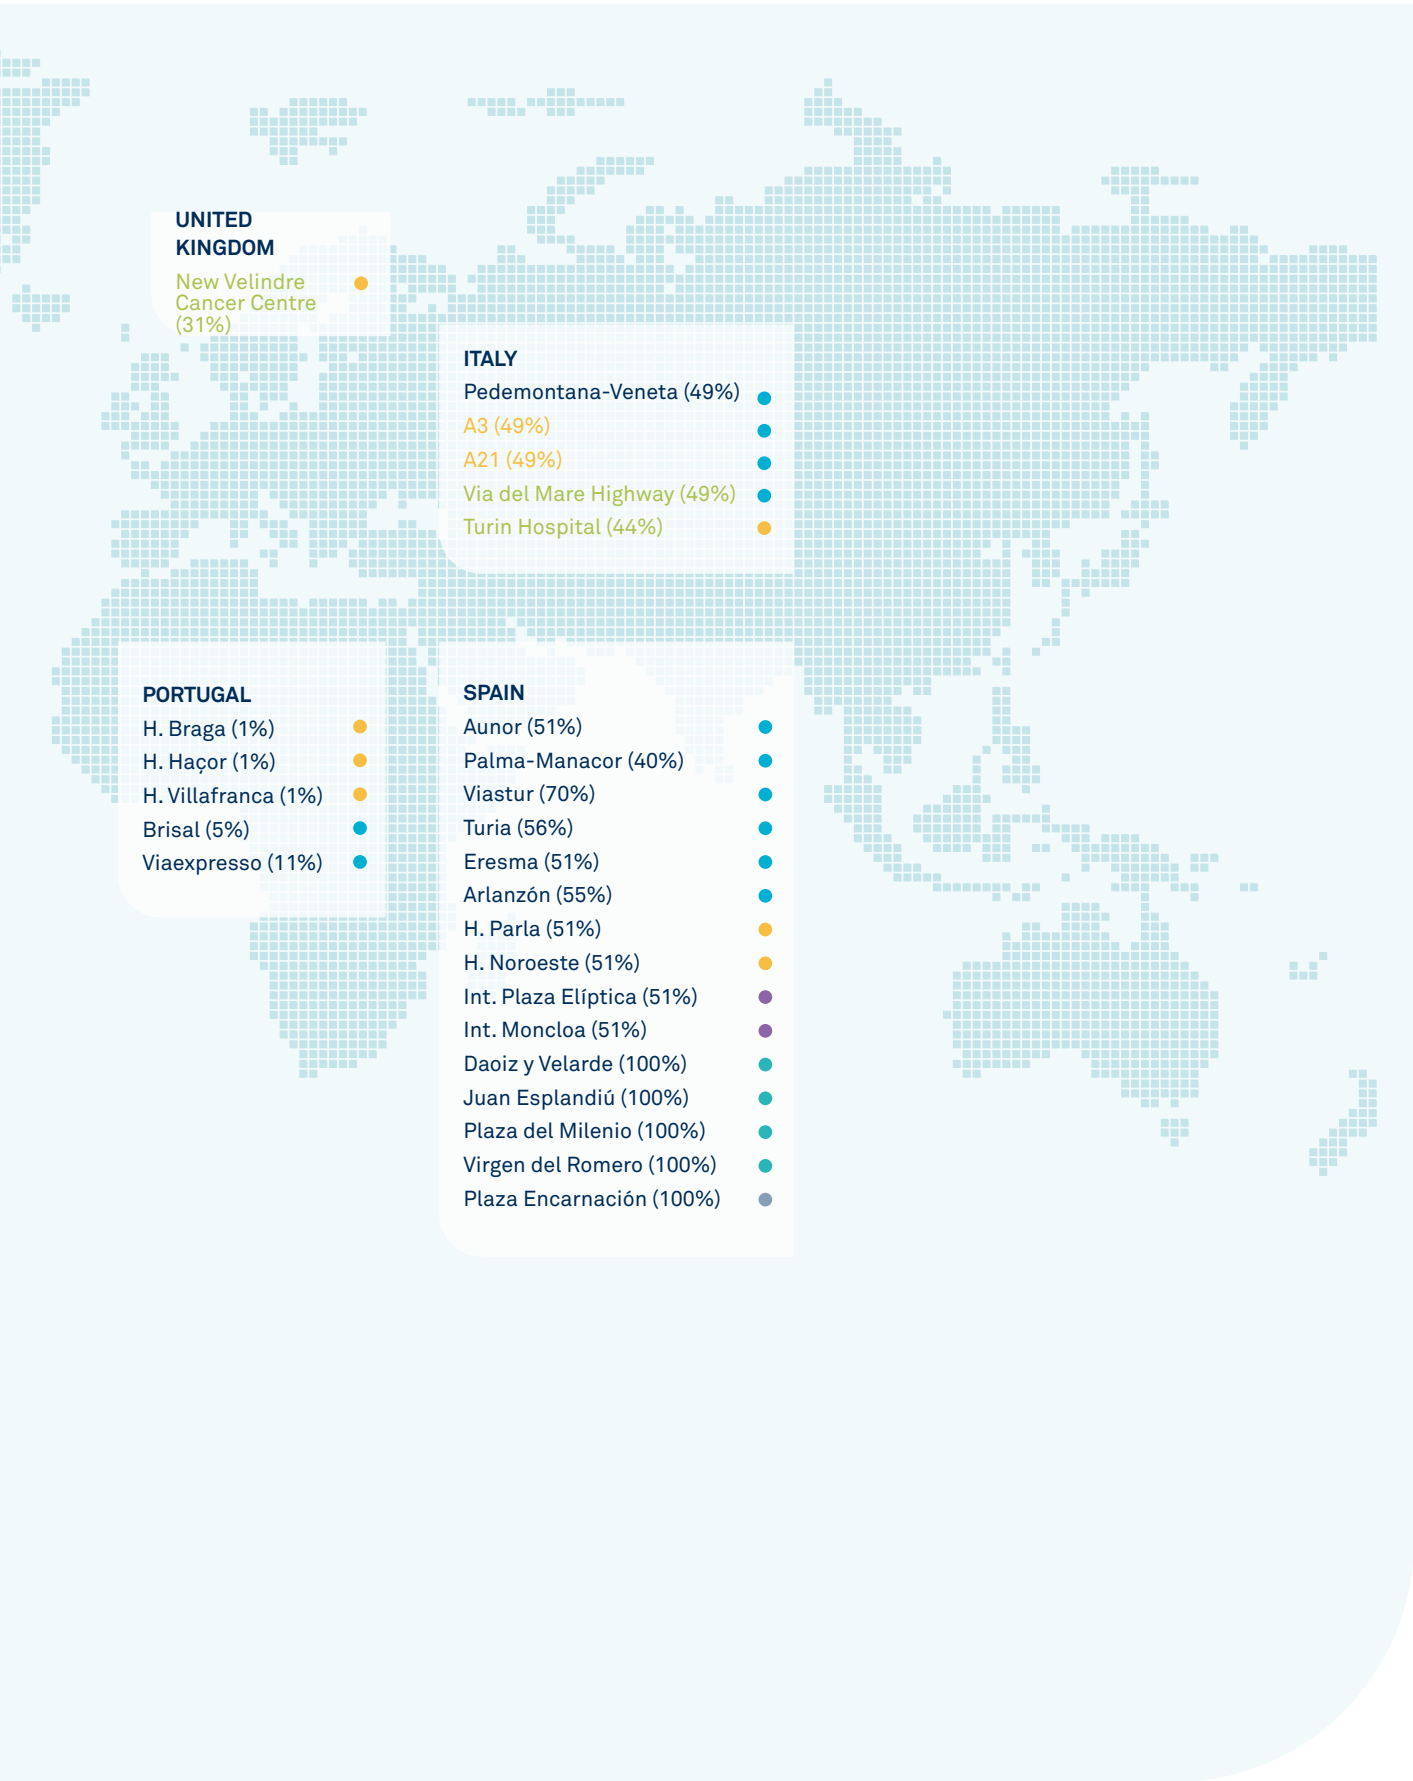 UNITED
KINGDOM
New Velindre
Cancer Centre
(31%)
ITALY
Pedemontana-Veneta (49%)
A3 (49%)
A21 (49%)
Via del Mare Highway (49%)
Turin Hospital (44%)
PORTUGAL
H. Braga (1%)
H. Haçor (1%)
H. Villafranca (1%)
Brisal (5%)
Viaexpresso (11%)
SPAIN
Aunor (51%)
Palma-Manacor (40%)
Viastur (70%)
Turia (56%)
Eresma (51%)
Arlanzón (55%)
H. Parla (51%)
H. Noroeste (51%)
Int. Plaza Elíptica (51%)
Int. Moncloa (51%)
Daoiz y Velarde (100%)
Juan Esplandiú (100%)
Plaza del Milenio (100%)
Virgen del Romero (100%)
Plaza Encarnación (100%)